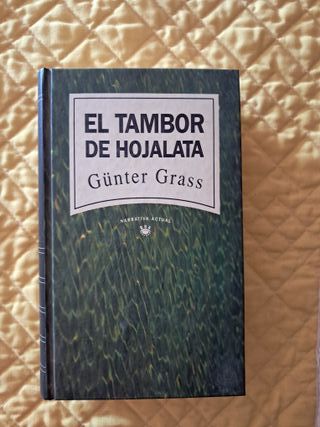 EL TAMBOR
DE HOJALATA
Günter Grass
NARRATIVA ACTUAL